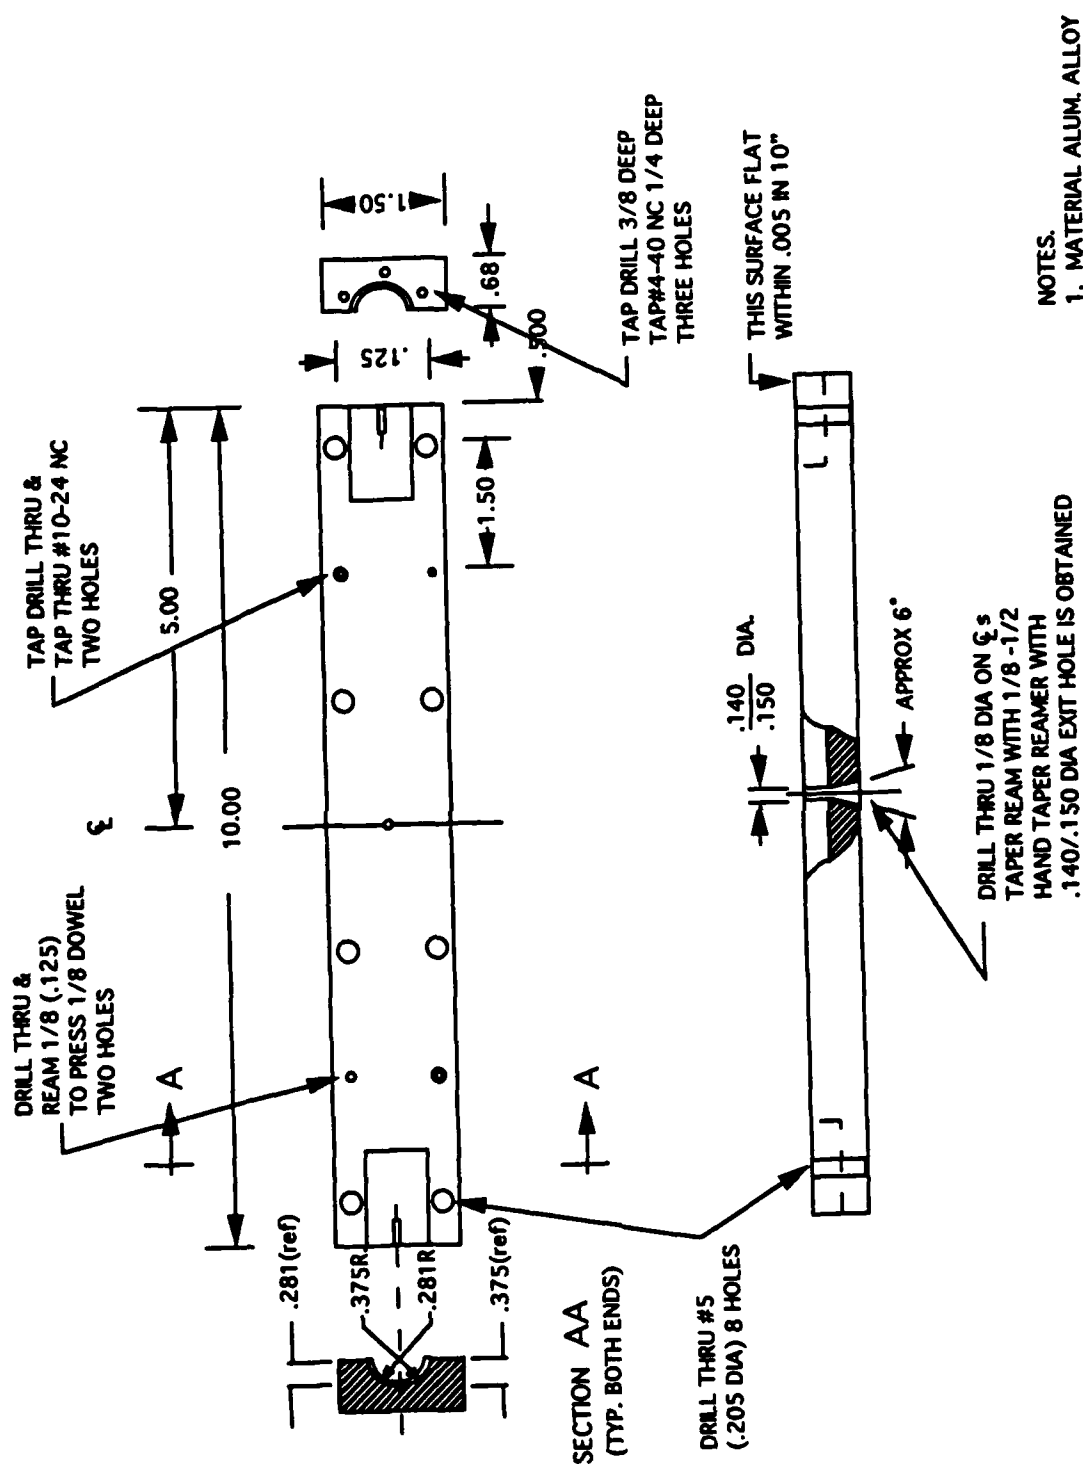 DRILL THRU &
REAM 1/8 (.125)
TO PRESS 1/8 DOWEL
TWO HOLES
TAP DRILL THRU &
TAP THRU #10-24 NC
TWO HOLES
A
℄
5.00
10.00
.281(ref)
.375R
.281R
.375(ref)
.125
1.50
.68
.500
1.50
A
SECTION AA
(TYP. BOTH ENDS)
TAP DRILL 3/8 DEEP
TAP#4-40 NC 1/4 DEEP
THREE HOLES
DRILL THRU #5
(.205 DIA) 8 HOLES
.140
.150
DIA.
THIS SURFACE FLAT
WITHIN .005 IN 10"
APPROX 6°
DRILL THRU 1/8 DIA ON ℄s
TAPER REAM WITH 1/8 -1/2
HAND TAPER REAMER WITH
.140/.150 DIA EXIT HOLE IS OBTAINED
NOTES.
1. MATERIAL ALUM. ALLOY